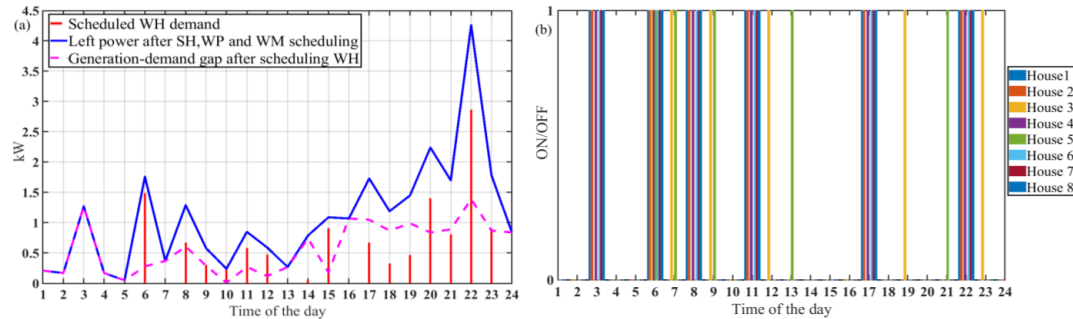 (a)
Scheduled WH demand
Left power after SH,WP and WM scheduling
Generation-demand gap after scheduling WH
4.5
4
3.5
3
2.5
2
1.5
1
0.5
0
kW
1 2 3 4 5 6 7 8 9 10 11 12 13 14 15 16 17 18 19 20 21 22 23 24
Time of the day
(b)
1
0
ON/OFF
1 2 3 4 5 6 7 8 9 10 11 12 13 14 15 16 17 18 19 20 21 22 23 24
Time of the day
House1
House 2
House 3
House 4
House 5
House 6
House 7
House 8